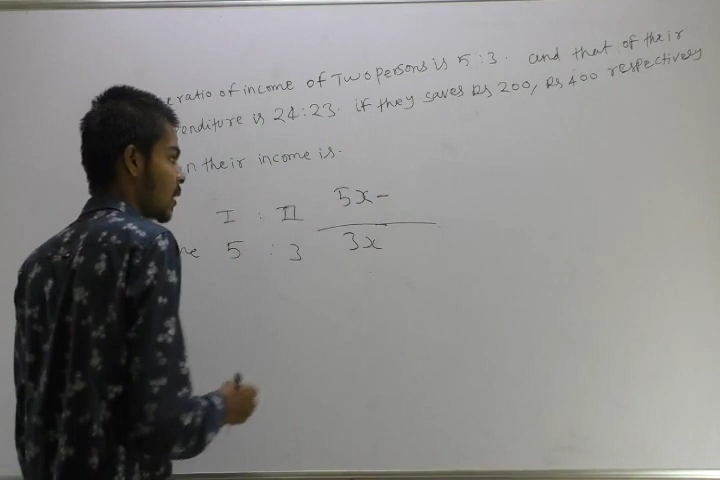 ratio of income of Two persons is 5:3. and that of their
enditure is 24:23. if they saves Rs 200, Rs 400 respectively
n their income is.
5x -
I : II
3x
5 : 3